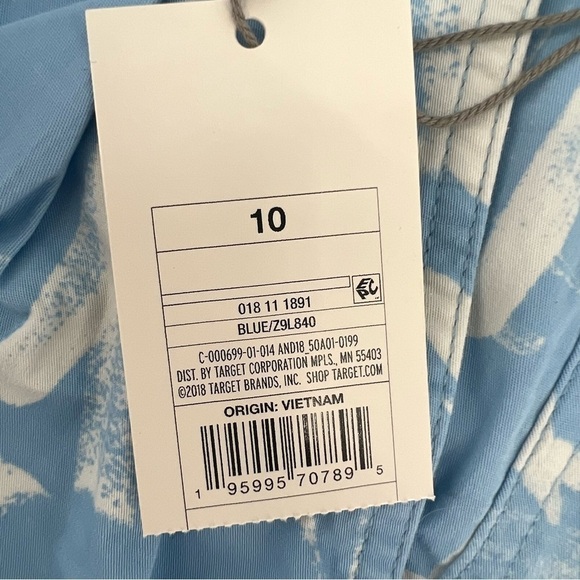 10
EPC
018 11 1891
BLUE/Z9L840
C-000699-01-014 AND18_50A01-0199
DIST. BY TARGET CORPORATION MPLS., MN 55403
©2018 TARGET BRANDS, INC. SHOP TARGET.COM
ORIGIN: VIETNAM
1 95995 70789 5